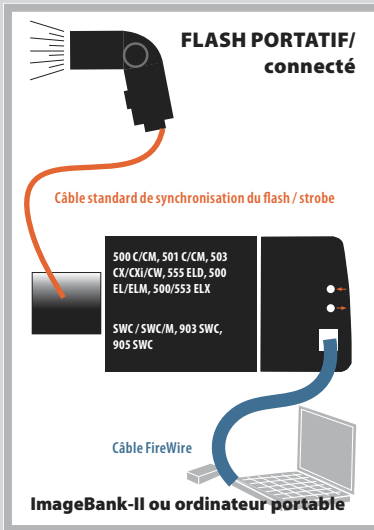 FLASH PORTATIF/
connecté
Câble standard de synchronisation du flash / strobe
500 C/CM, 501 C/CM, 503
CX/CXi/CW, 555 ELD, 500
EL/ELM, 500/553 ELX
SWC / SWC/M, 903 SWC,
905 SWC
Câble FireWire
ImageBank-II ou ordinateur portable